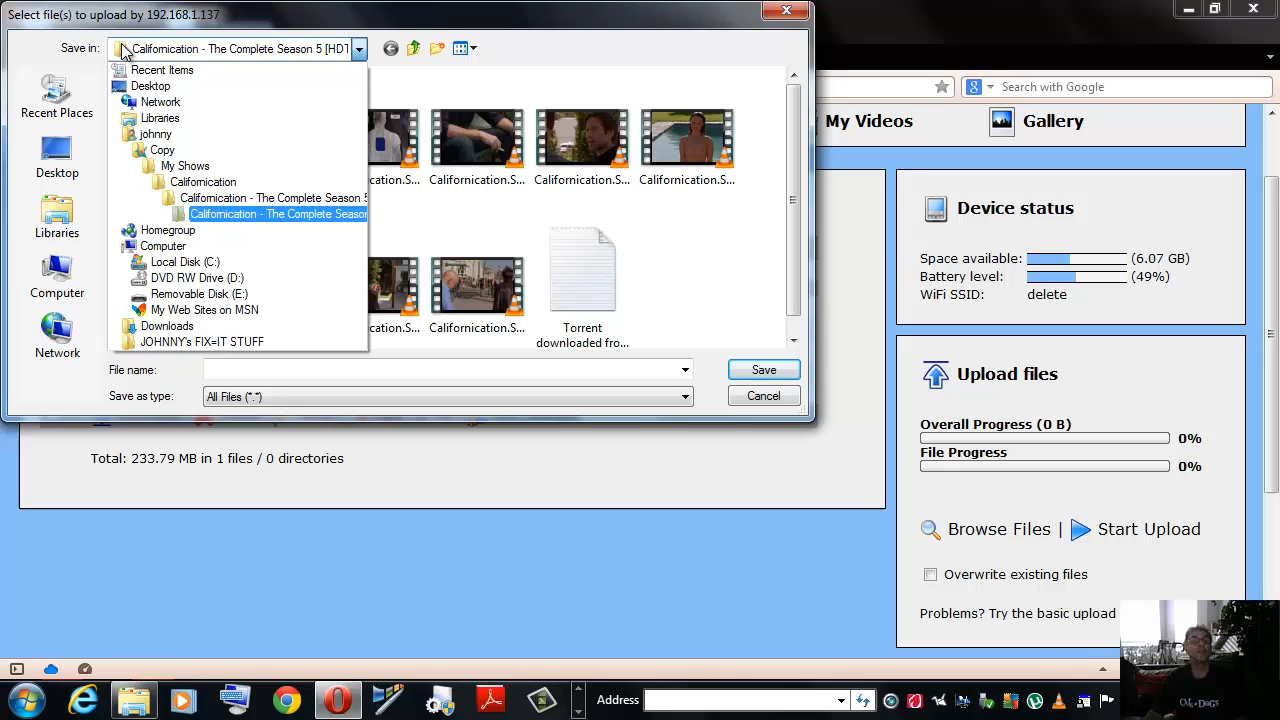 Select file(s) to upload by 192.168.1.137
Save in:
Californication - The Complete Season 5 [HDT
Recent Items
Desktop
Network
Libraries
johnny
Copy
My Shows
Californication
Californication - The Complete Season 5
Californication - The Complete Season
Homegroup
Computer
Local Disk (C:)
DVD RW Drive (D:)
Removable Disk (E:)
My Web Sites on MSN
Downloads
JOHNNY's FIX=IT STUFF
Recent Places
Desktop
Libraries
Computer
Network
cation.S...
Californication.S...
Californication.S...
Californication.S...
cation.S...
Californication.S...
Torrent
downloaded fro...
File name:
Save
Save as type:
All Files (*.*)
Cancel
Search with Google
My Videos
Gallery
Device status
Space available:
(6.07 GB)
Battery level:
(49%)
WiFi SSID:
delete
Upload files
Overall Progress (0 B)
0%
File Progress
0%
Browse Files |
Start Upload
Overwrite existing files
Problems? Try the basic upload
Total: 233.79 MB in 1 files / 0 directories
Address